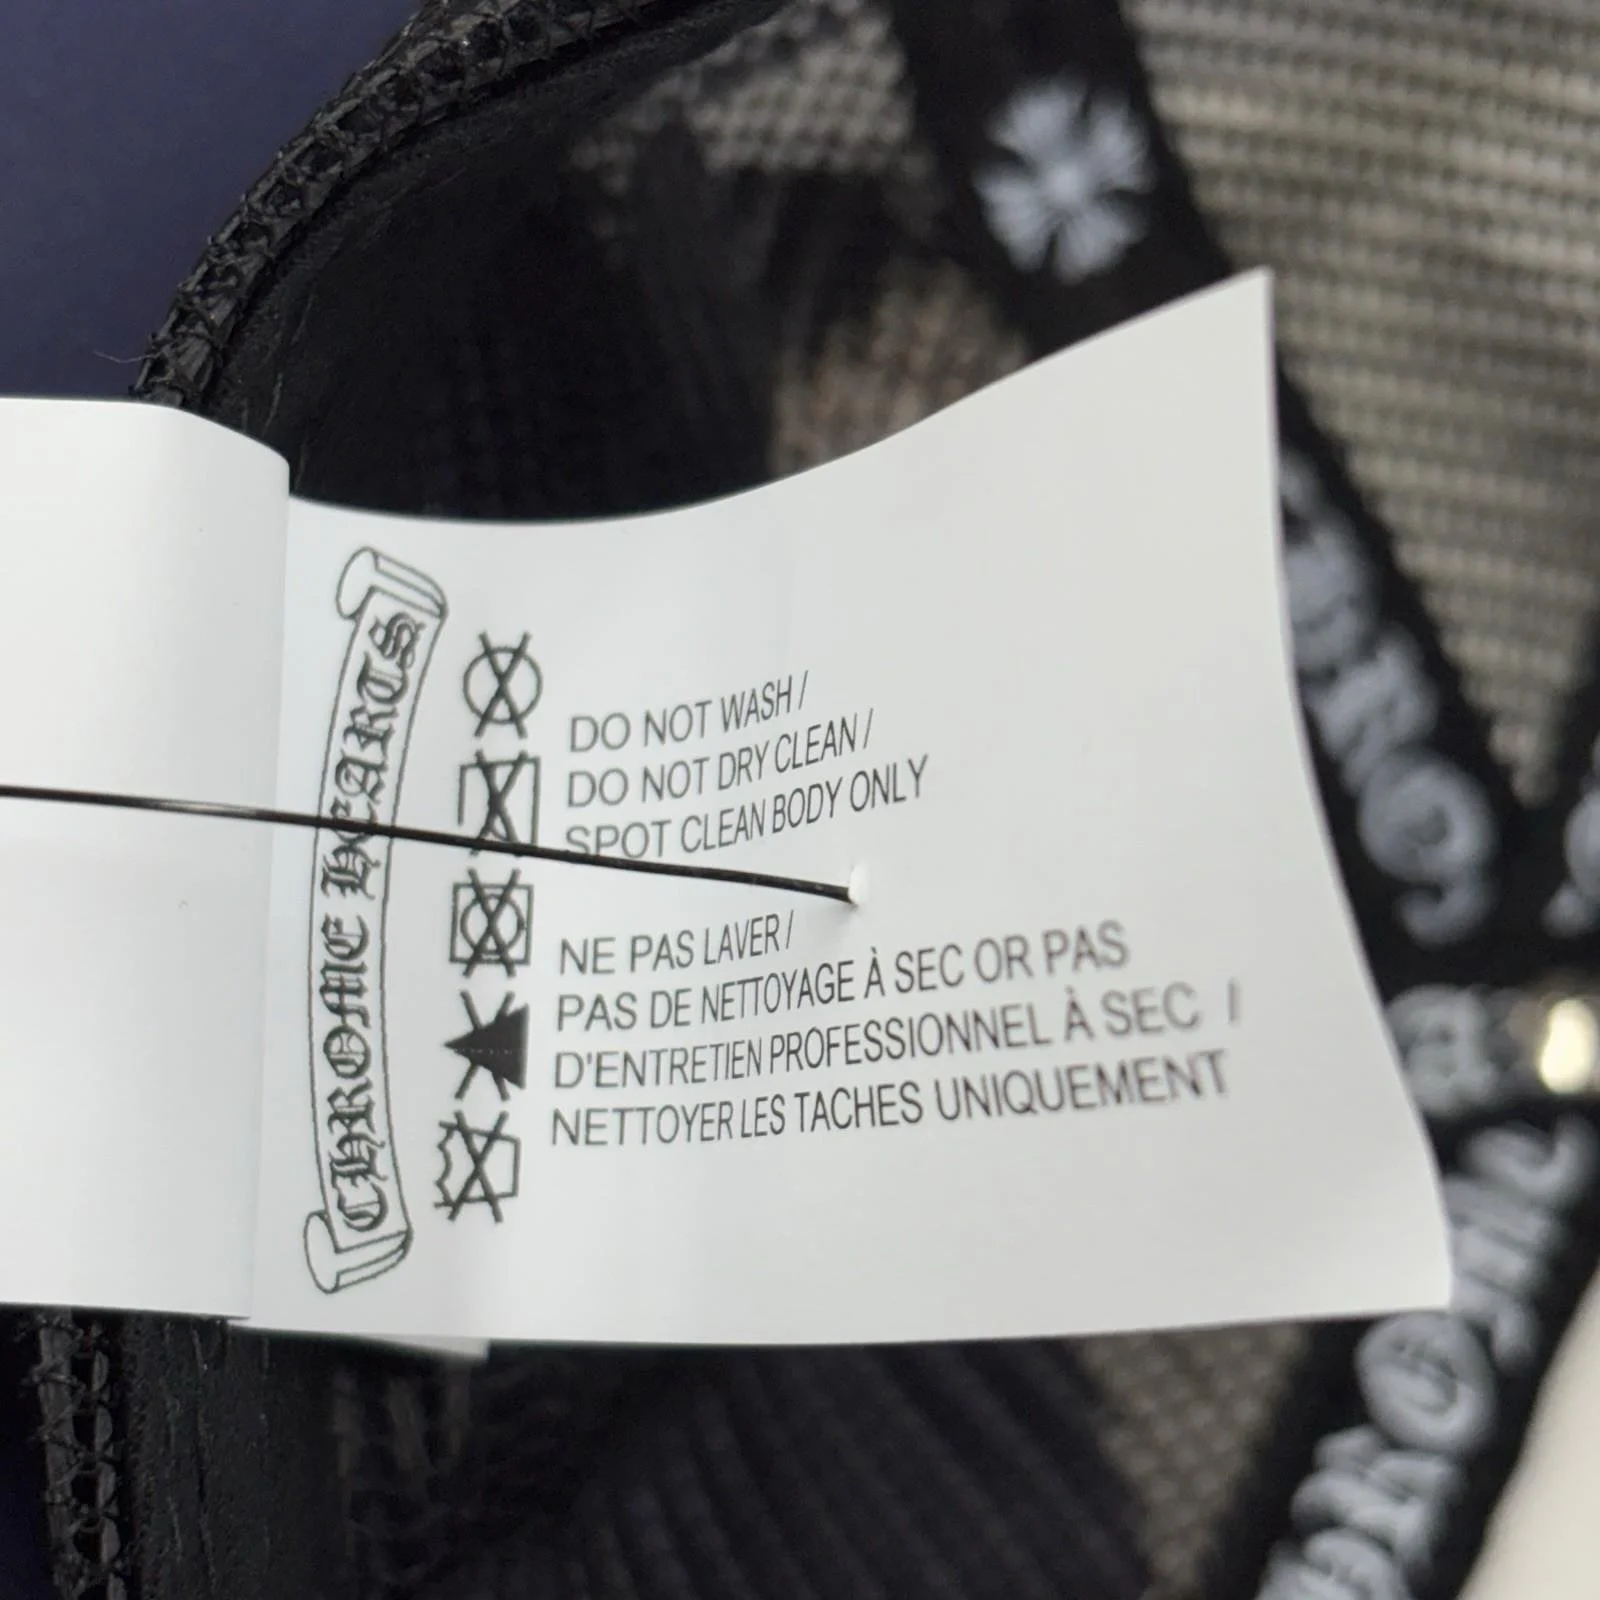 CHROME HEARTS
DO NOT WASH /
DO NOT DRY CLEAN /
SPOT CLEAN BODY ONLY
NE PAS LAVER /
PAS DE NETTOYAGE À SEC OR PAS
D'ENTRETIEN PROFESSIONNEL À SEC /
NETTOYER LES TACHES UNIQUEMENT